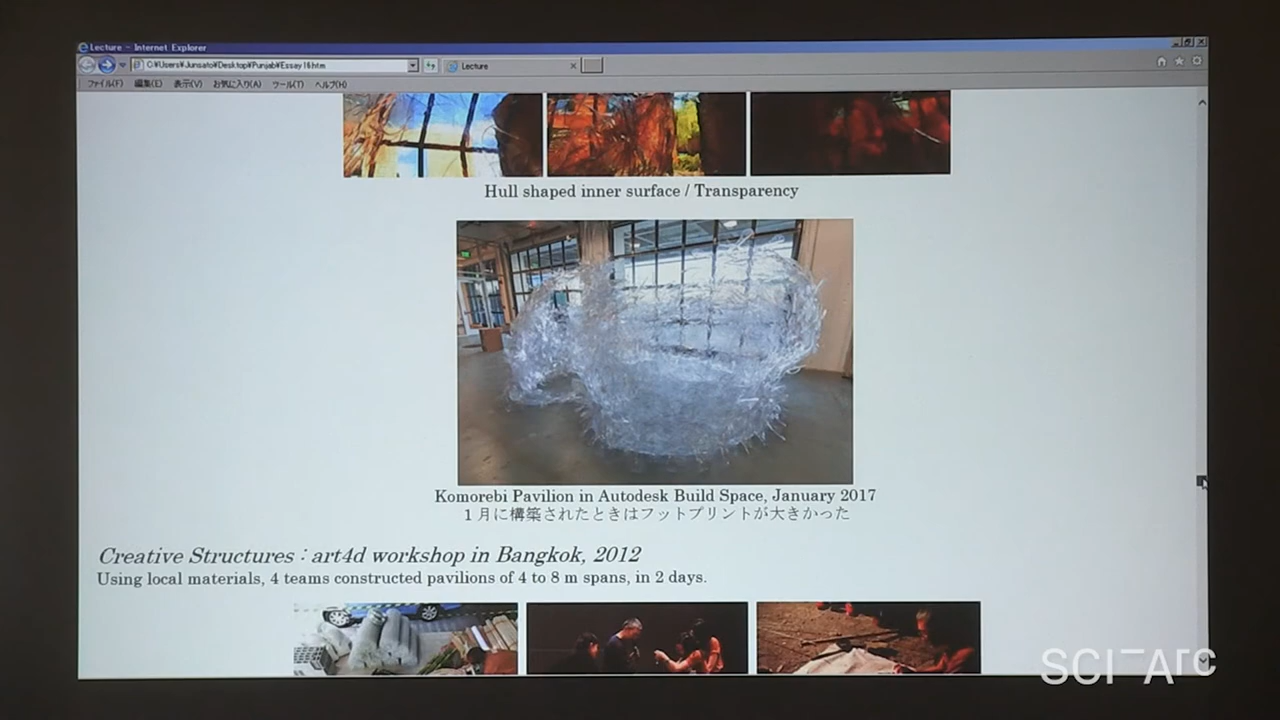 Lecture - Internet Explorer
C:¥Users¥Junsato¥Desktop¥Punjab¥Essay16.htm
Lecture
ファイル(F) 編集(E) 表示(V) お気に入り(A) ツール(T) ヘルプ(H)
Hull shaped inner surface / Transparency
Komorebi Pavilion in Autodesk Build Space, January 2017
１月に構築されたときはフットプリントが大きかった
Creative Structures : art4d workshop in Bangkok, 2012
Using local materials, 4 teams constructed pavilions of 4 to 8 m spans, in 2 days.
SCI-Arc